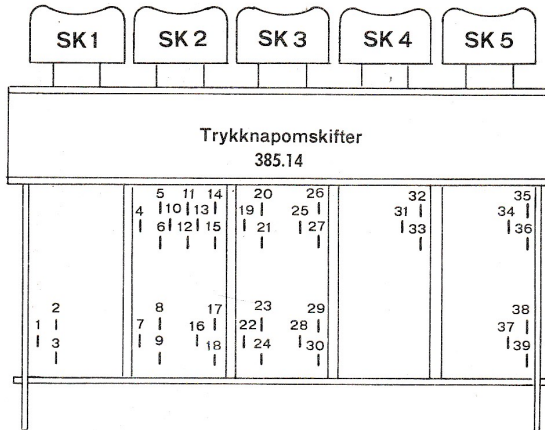 SK 1 SK 2 SK 3 SK 4 SK 5
Trykknapomskifter
385.14
5 11 14 20 26 32 35
4 10 13 19 25 31 34
6 12 15 21 27 33 36
2 8 17 23 29 38
1 7 16 22 28 37
3 9 18 24 30 39